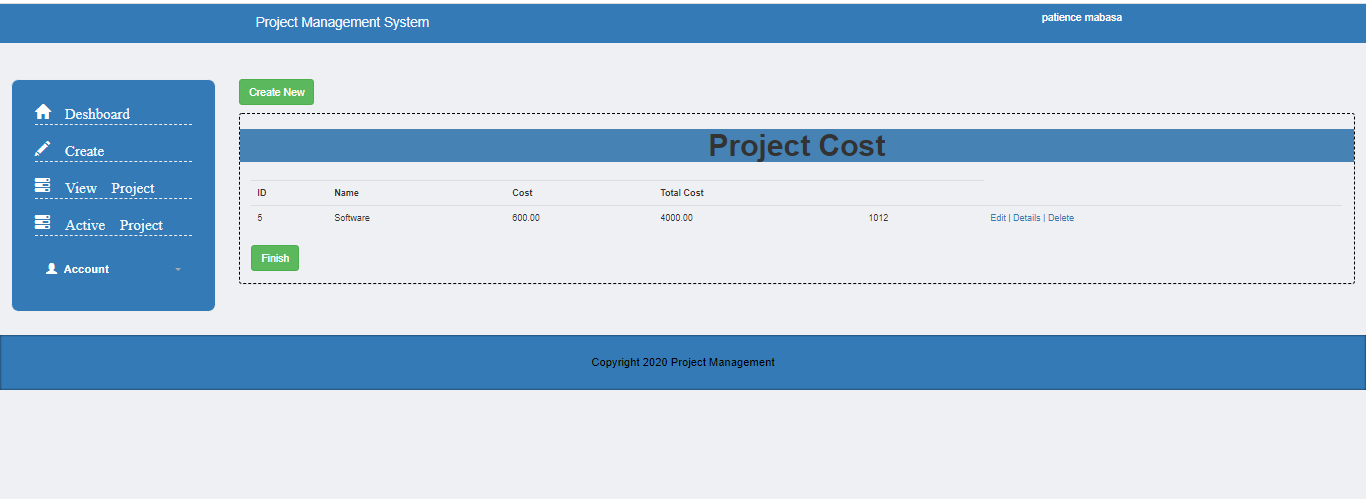 Project Management System
patience mabasa
Deshboard
Create
View Project
Active Project
Account
Create New
Project Cost
ID Name Cost Total Cost
5 Software 600.00 4000.00 1012 Edit | Details | Delete
Finish
Copyright 2020 Project Management